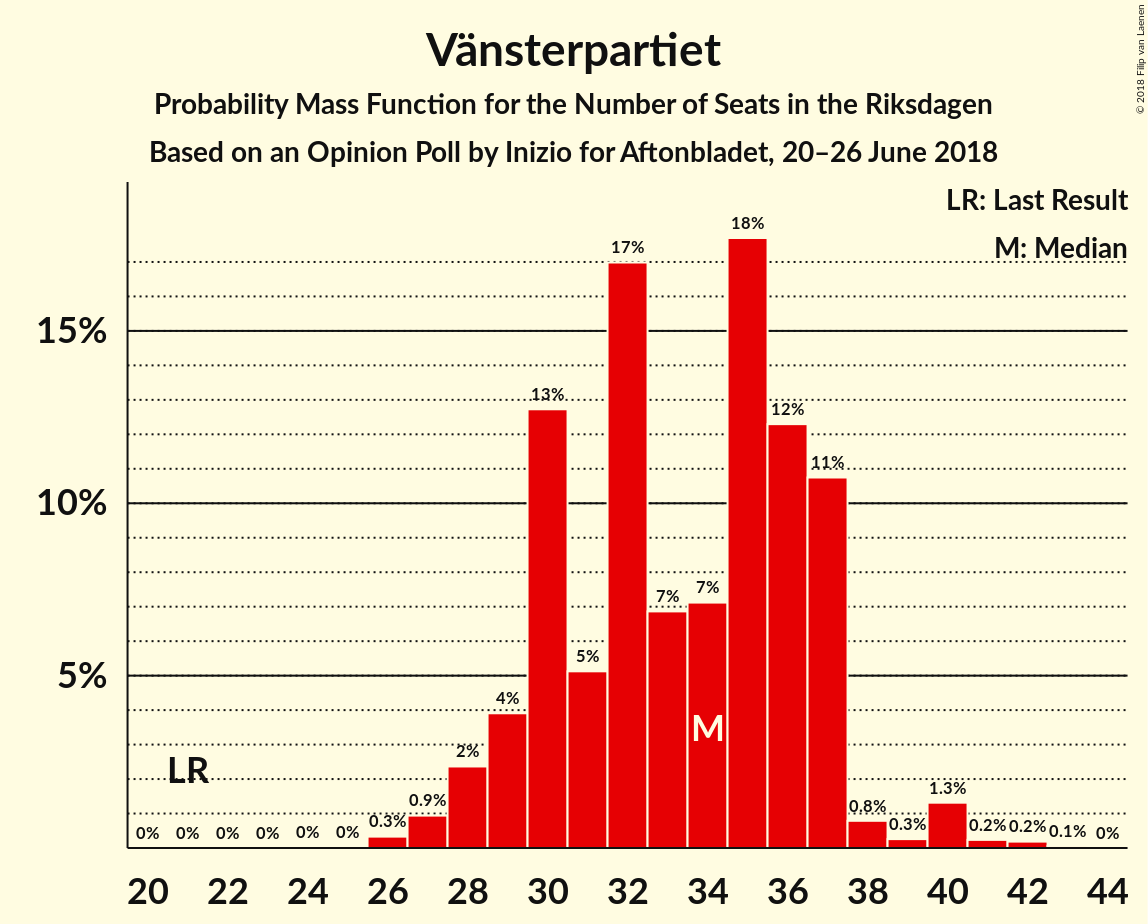 Vänsterpartiet
Probability Mass Function for the Number of Seats in the Riksdagen
Based on an Opinion Poll by Inizio for Aftonbladet, 20–26 June 2018
© 2018 Filip van Laenen
LR: Last Result
M: Median
15%
10%
5%
0% 0% 0% 0% 0% 0% 0.3% 0.9% 2% 4% 13% 5% 17% 7% 7% 18% 12% 11% 0.8% 0.3% 1.3% 0.2% 0.2% 0.1% 0%
LR
M
20 22 24 26 28 30 32 34 36 38 40 42 44